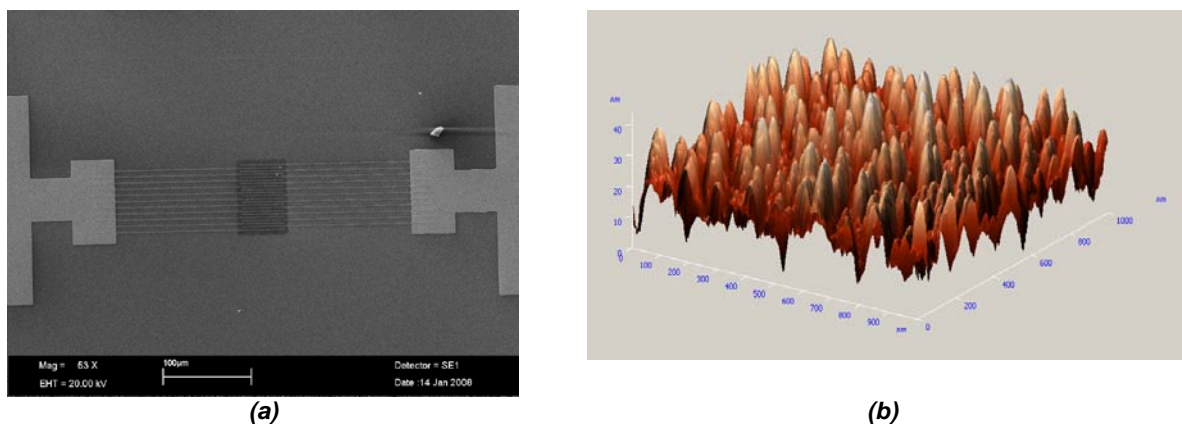 Mag = 53 X
100µm
Detector = SE1
EHT = 20.00 kV
Date :14 Jan 2008
nm
40
30
20
10
0
0 100 200 300 400 500 600 700 800 900 nm
0 200 400 600 800 1000 nm
(a)
(b)